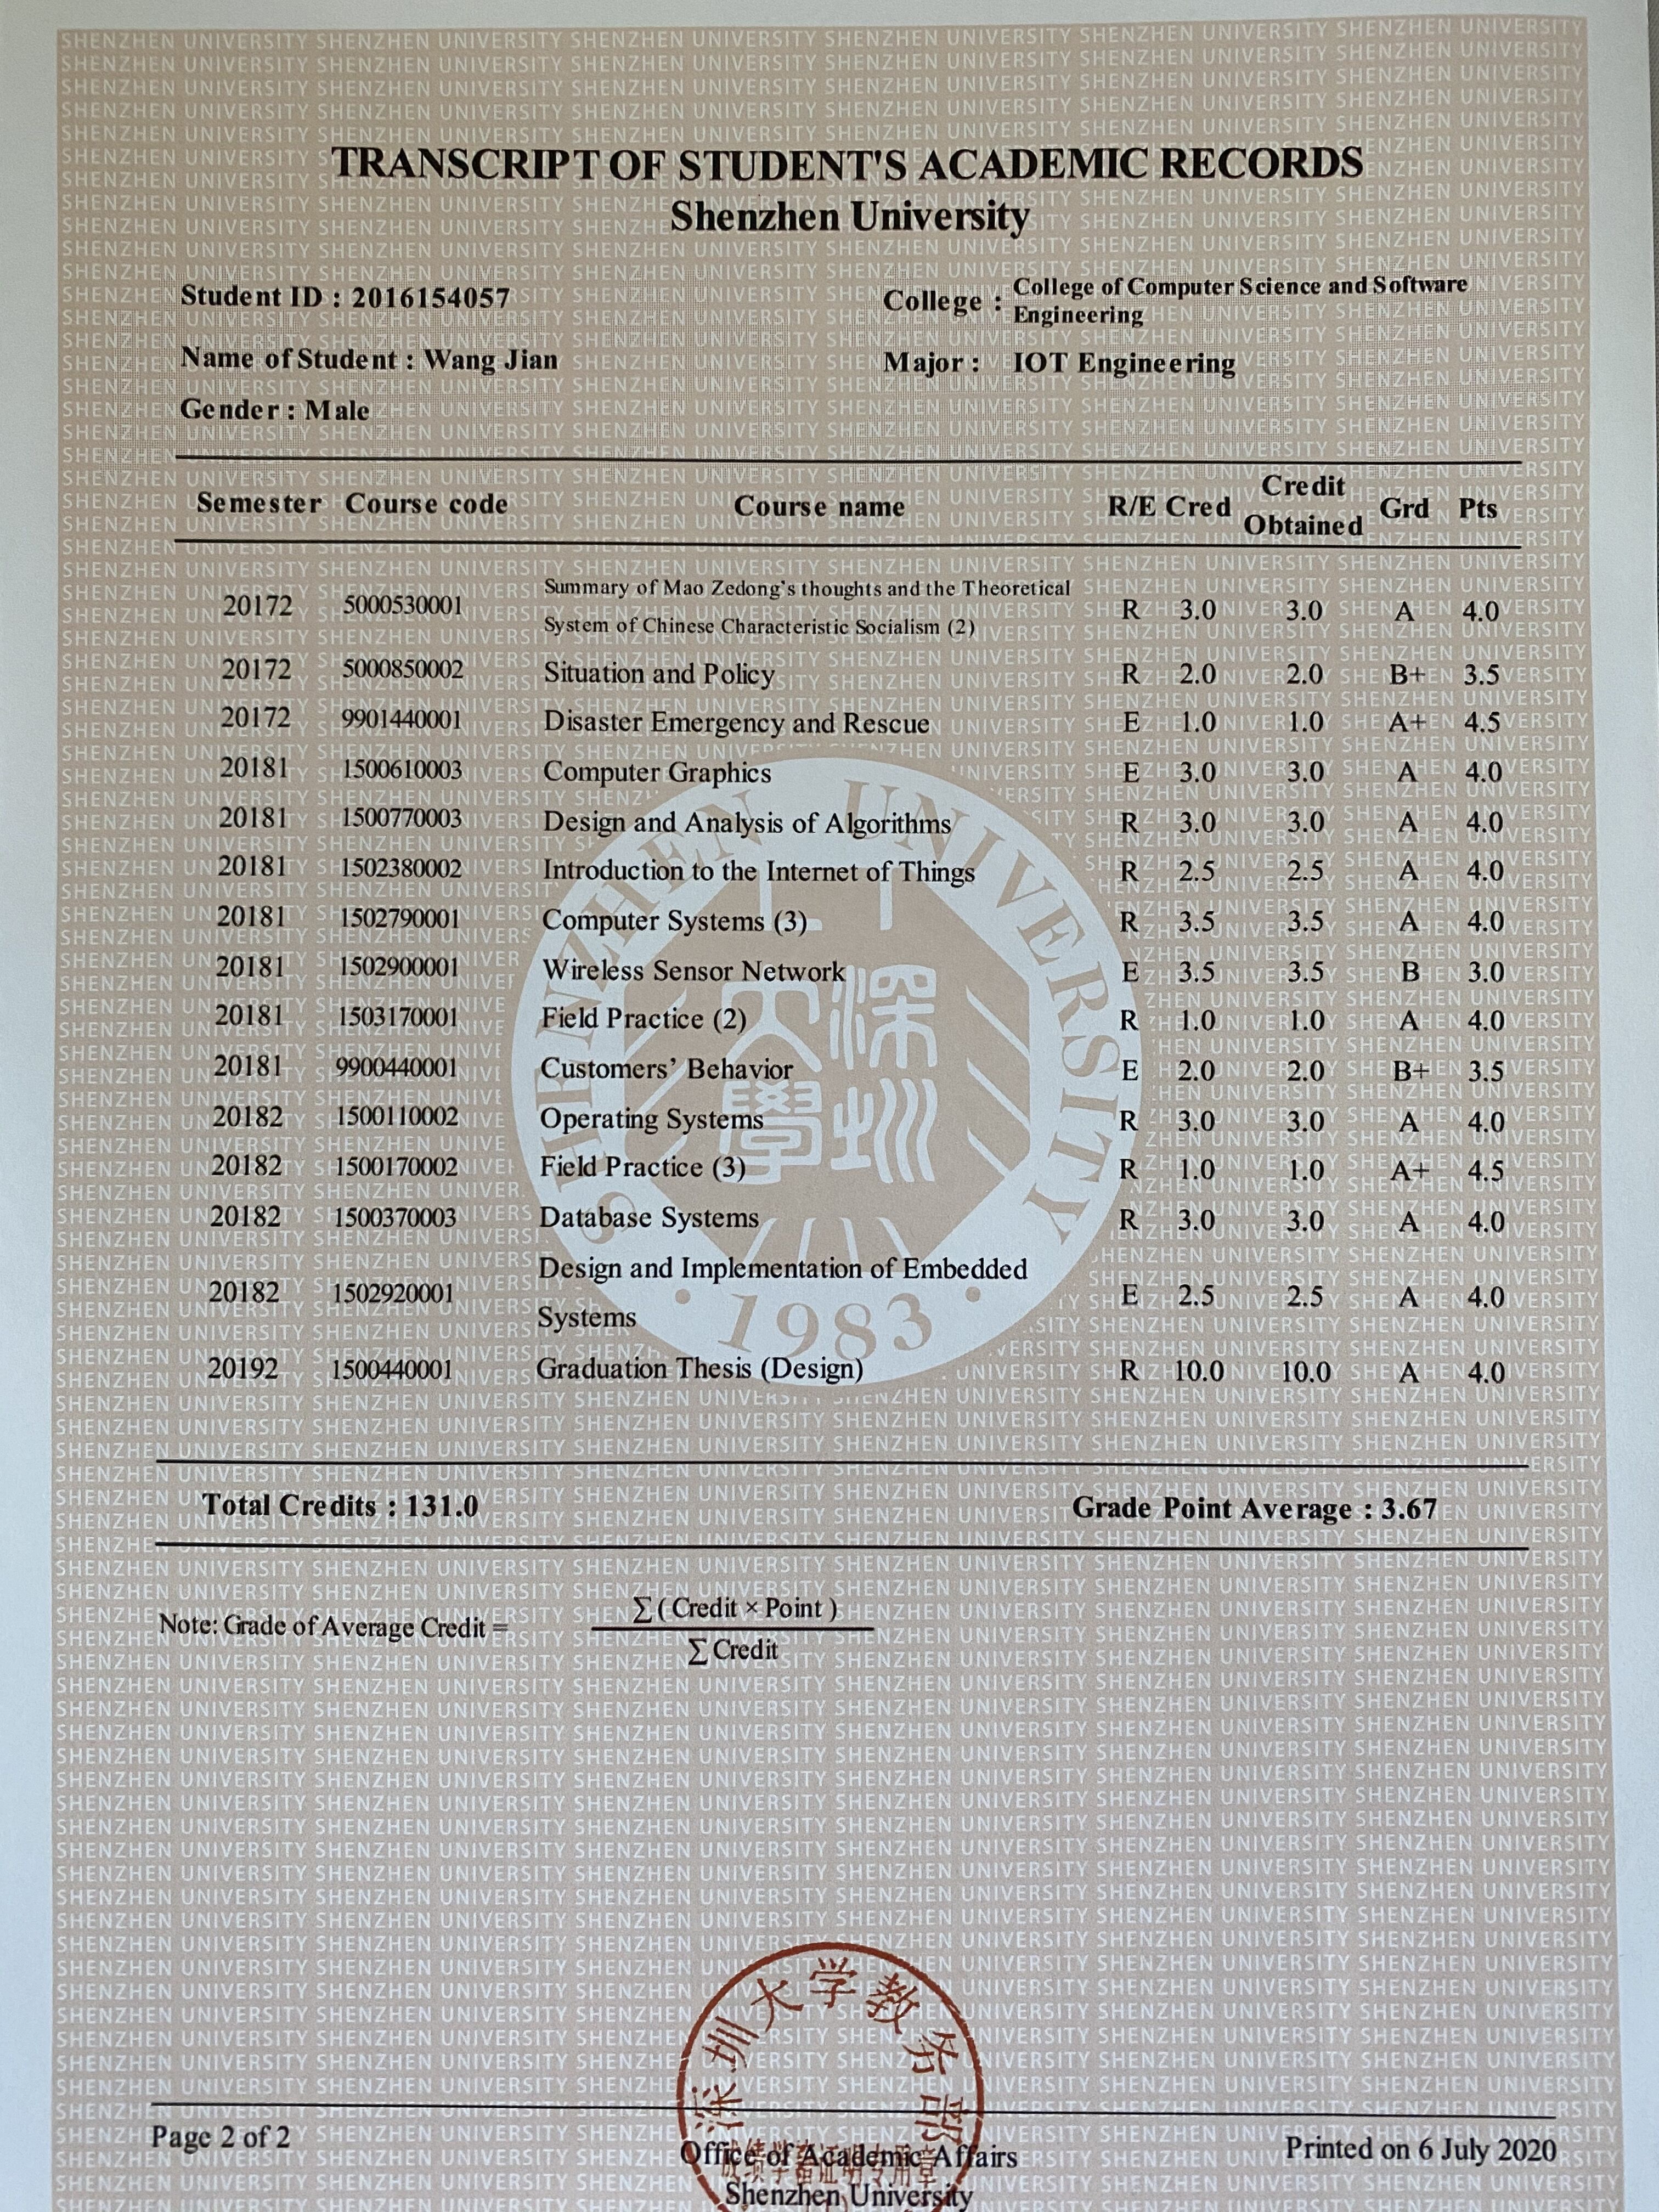 TRANSCRIPT OF STUDENT'S ACADEMIC RECORDS
Shenzhen University
Student ID : 2016154057
College : College of Computer Science and Software Engineering
Name of Student : Wang Jian
Major : IOT Engineering
Gender : Male
Semester Course code Course name R/E Cred Credit Obtained Grd Pts
20172 5000530001 Summary of Mao Zedong's thoughts and the Theoretical System of Chinese Characteristic Socialism (2) R 3.0 3.0 A 4.0
20172 5000850002 Situation and Policy R 2.0 2.0 B+ 3.5
20172 9901440001 Disaster Emergency and Rescue E 1.0 1.0 A+ 4.5
20181 1500610003 Computer Graphics E 3.0 3.0 A 4.0
20181 1500770003 Design and Analysis of Algorithms R 3.0 3.0 A 4.0
20181 1502380002 Introduction to the Internet of Things R 2.5 2.5 A 4.0
20181 1502790001 Computer Systems (3) R 3.5 3.5 A 4.0
20181 1502900001 Wireless Sensor Network E 3.5 3.5 B 3.0
20181 1503170001 Field Practice (2) R 1.0 1.0 A 4.0
20181 9900440001 Customers' Behavior E 2.0 2.0 B+ 3.5
20182 1500110002 Operating Systems R 3.0 3.0 A 4.0
20182 1500170002 Field Practice (3) R 1.0 1.0 A+ 4.5
20182 1500370003 Database Systems R 3.0 3.0 A 4.0
20182 1502920001 Design and Implementation of Embedded Systems E 2.5 2.5 A 4.0
20192 1500440001 Graduation Thesis (Design) R 10.0 10.0 A 4.0
SHENZHEN UNIVERSITY
深圳大學
· 1983 ·
Total Credits : 131.0
Grade Point Average : 3.67
Note: Grade of Average Credit =
∑ ( Credit × Point )
∑ Credit
深圳大学教务部
成绩学籍证明专用章
Page 2 of 2
Office of Academic Affairs
Shenzhen University
Printed on 6 July 2020